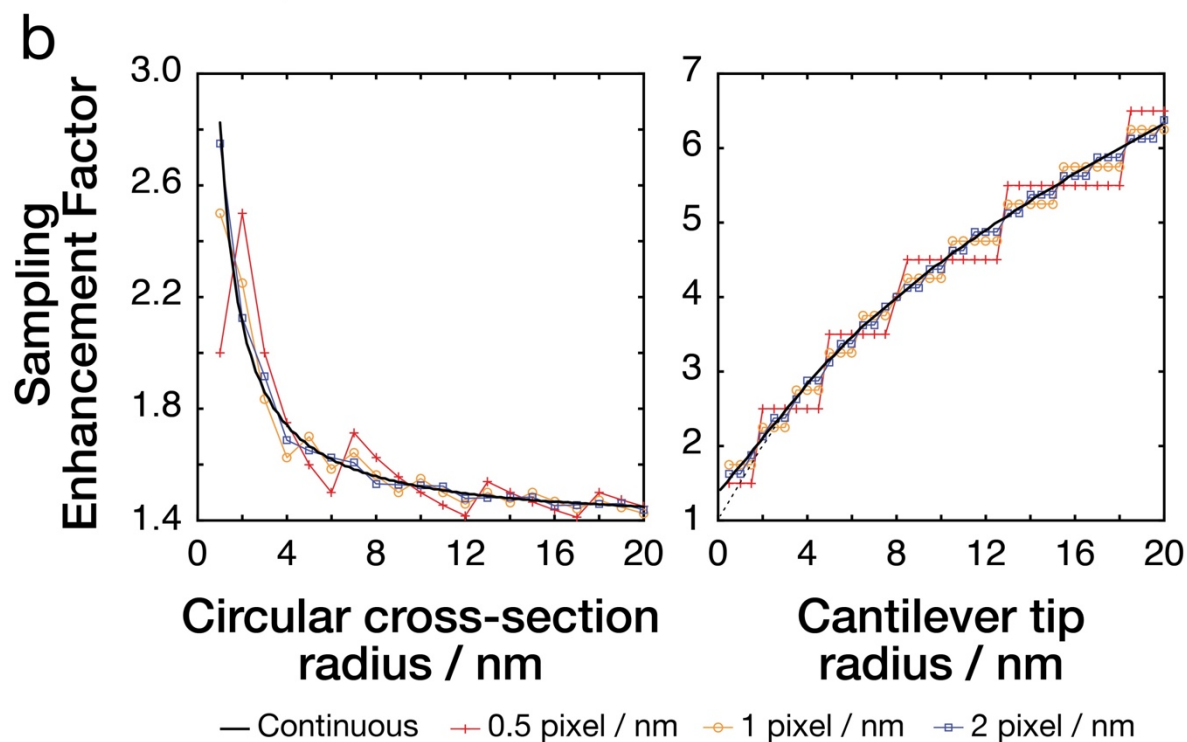 b
Sampling
Enhancement Factor
3.0
2.6
2.2
1.8
1.4
0 4 8 12 16 20
Circular cross-section
radius / nm
7
6
5
4
3
2
1
0 4 8 12 16 20
Cantilever tip
radius / nm
Continuous 0.5 pixel / nm 1 pixel / nm 2 pixel / nm